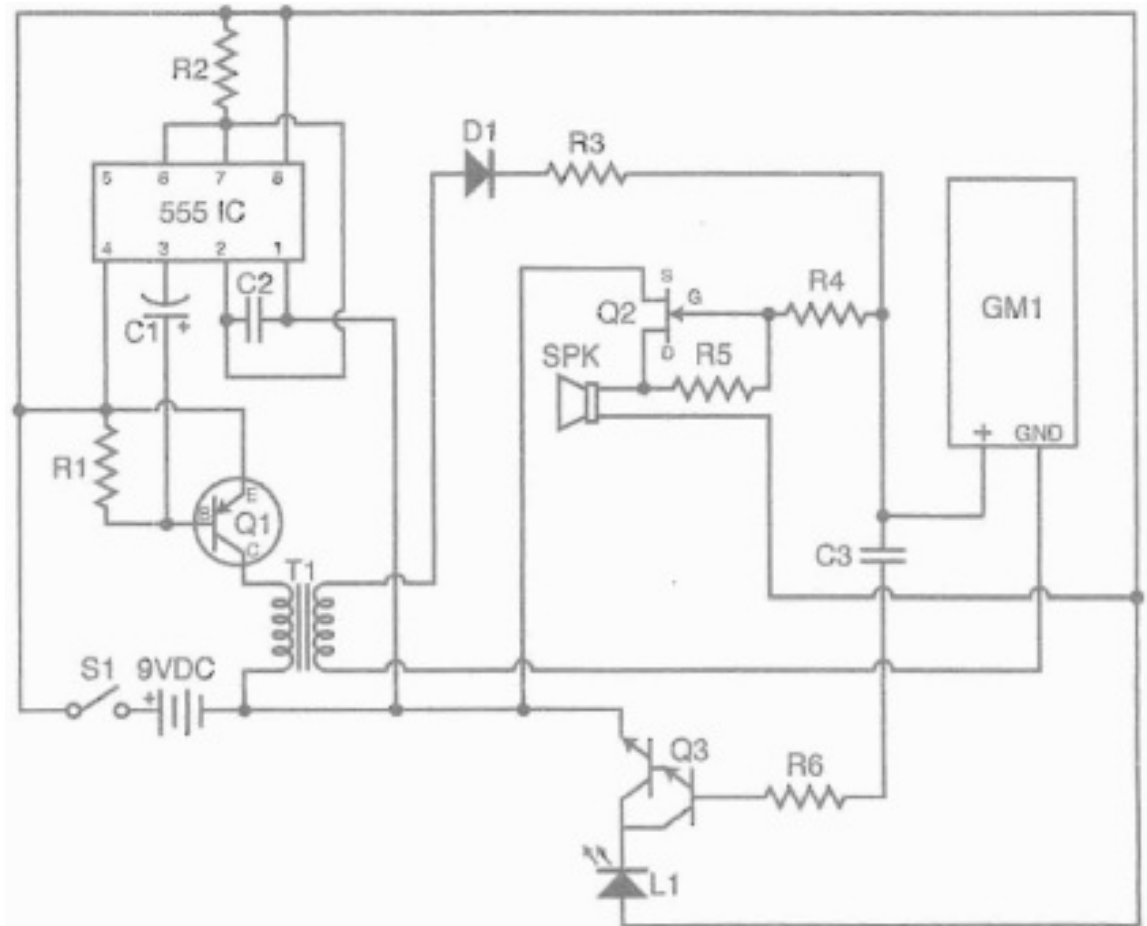 R2
D1
R3
5 6 7 8
555 IC
4 3 2 1
C2
C1
+
S
G
Q2
D
R4
GM1
SPK
R5
+ GND
R1
B
E
Q1
C
C3
T1
S1
9VDC
+
Q3
R6
L1